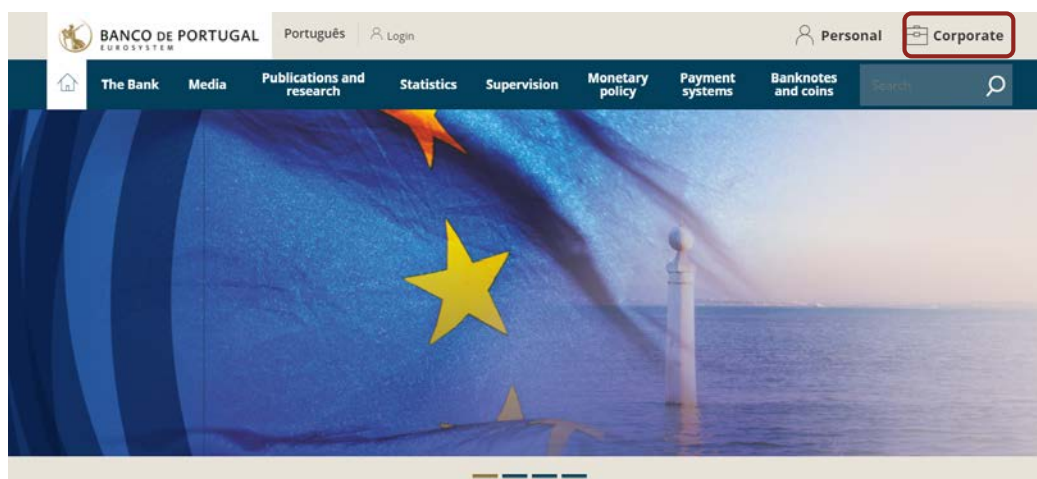 BANCO DE PORTUGAL
EUROSYSTEM
Português
Login
Personal
Corporate
The Bank
Media
Publications and
research
Statistics
Supervision
Monetary
policy
Payment
systems
Banknotes
and coins
Search